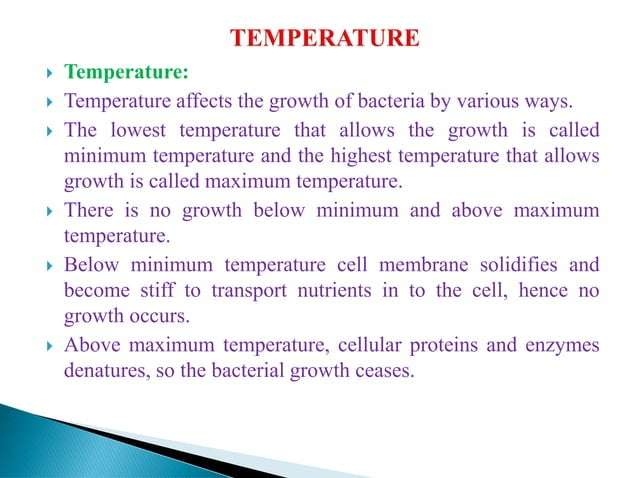 TEMPERATURE
Temperature:
Temperature affects the growth of bacteria by various ways.
The lowest temperature that allows the growth is called
minimum temperature and the highest temperature that allows
growth is called maximum temperature.
There is no growth below minimum and above maximum
temperature.
Below minimum temperature cell membrane solidifies and
become stiff to transport nutrients in to the cell, hence no
growth occurs.
Above maximum temperature, cellular proteins and enzymes
denatures, so the bacterial growth ceases.